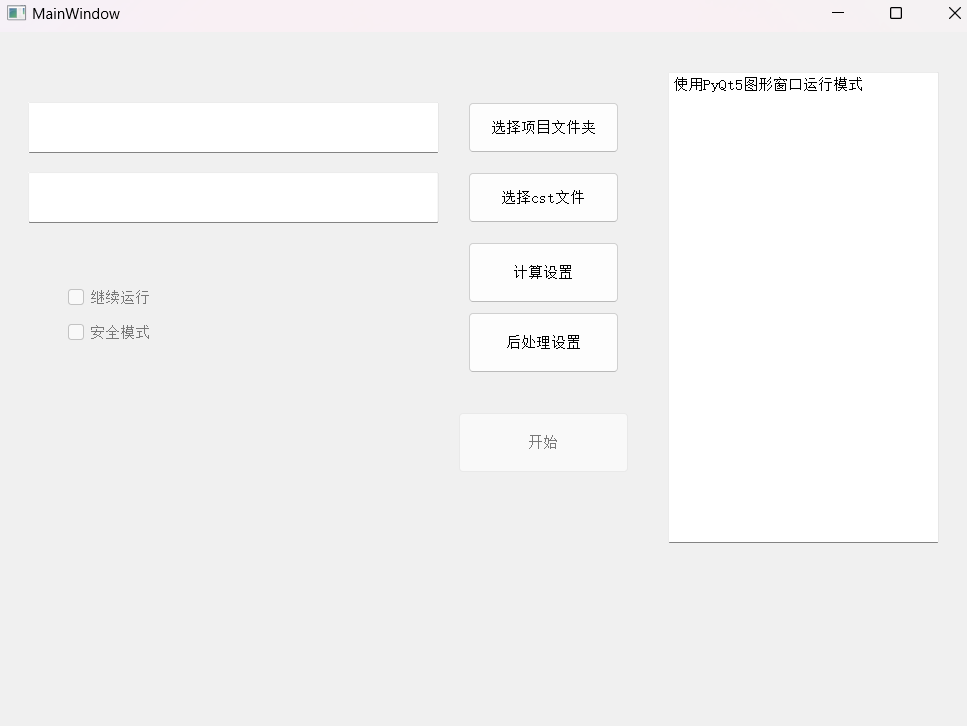 MainWindow
使用PyQt5图形窗口运行模式
选择项目文件夹
选择cst文件
计算设置
继续运行
安全模式
后处理设置
开始